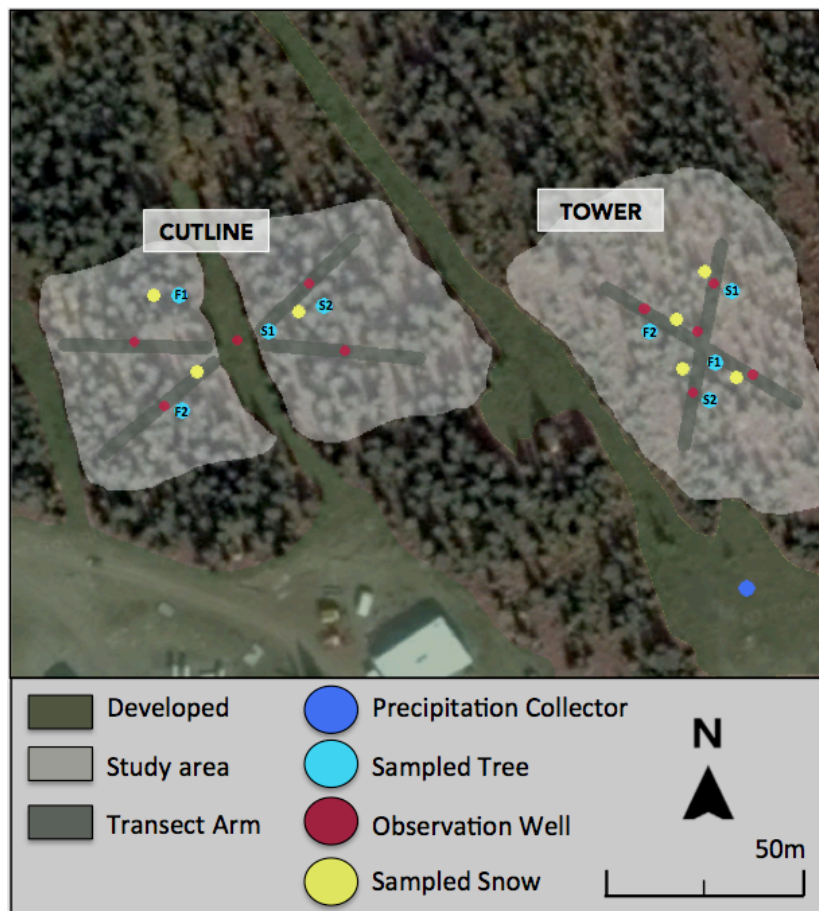 CUTLINE
TOWER
F1
S2
S1
F2
S1
F2
F1
S2
Developed
Study area
Transect Arm
Precipitation Collector
Sampled Tree
Observation Well
Sampled Snow
N
50m